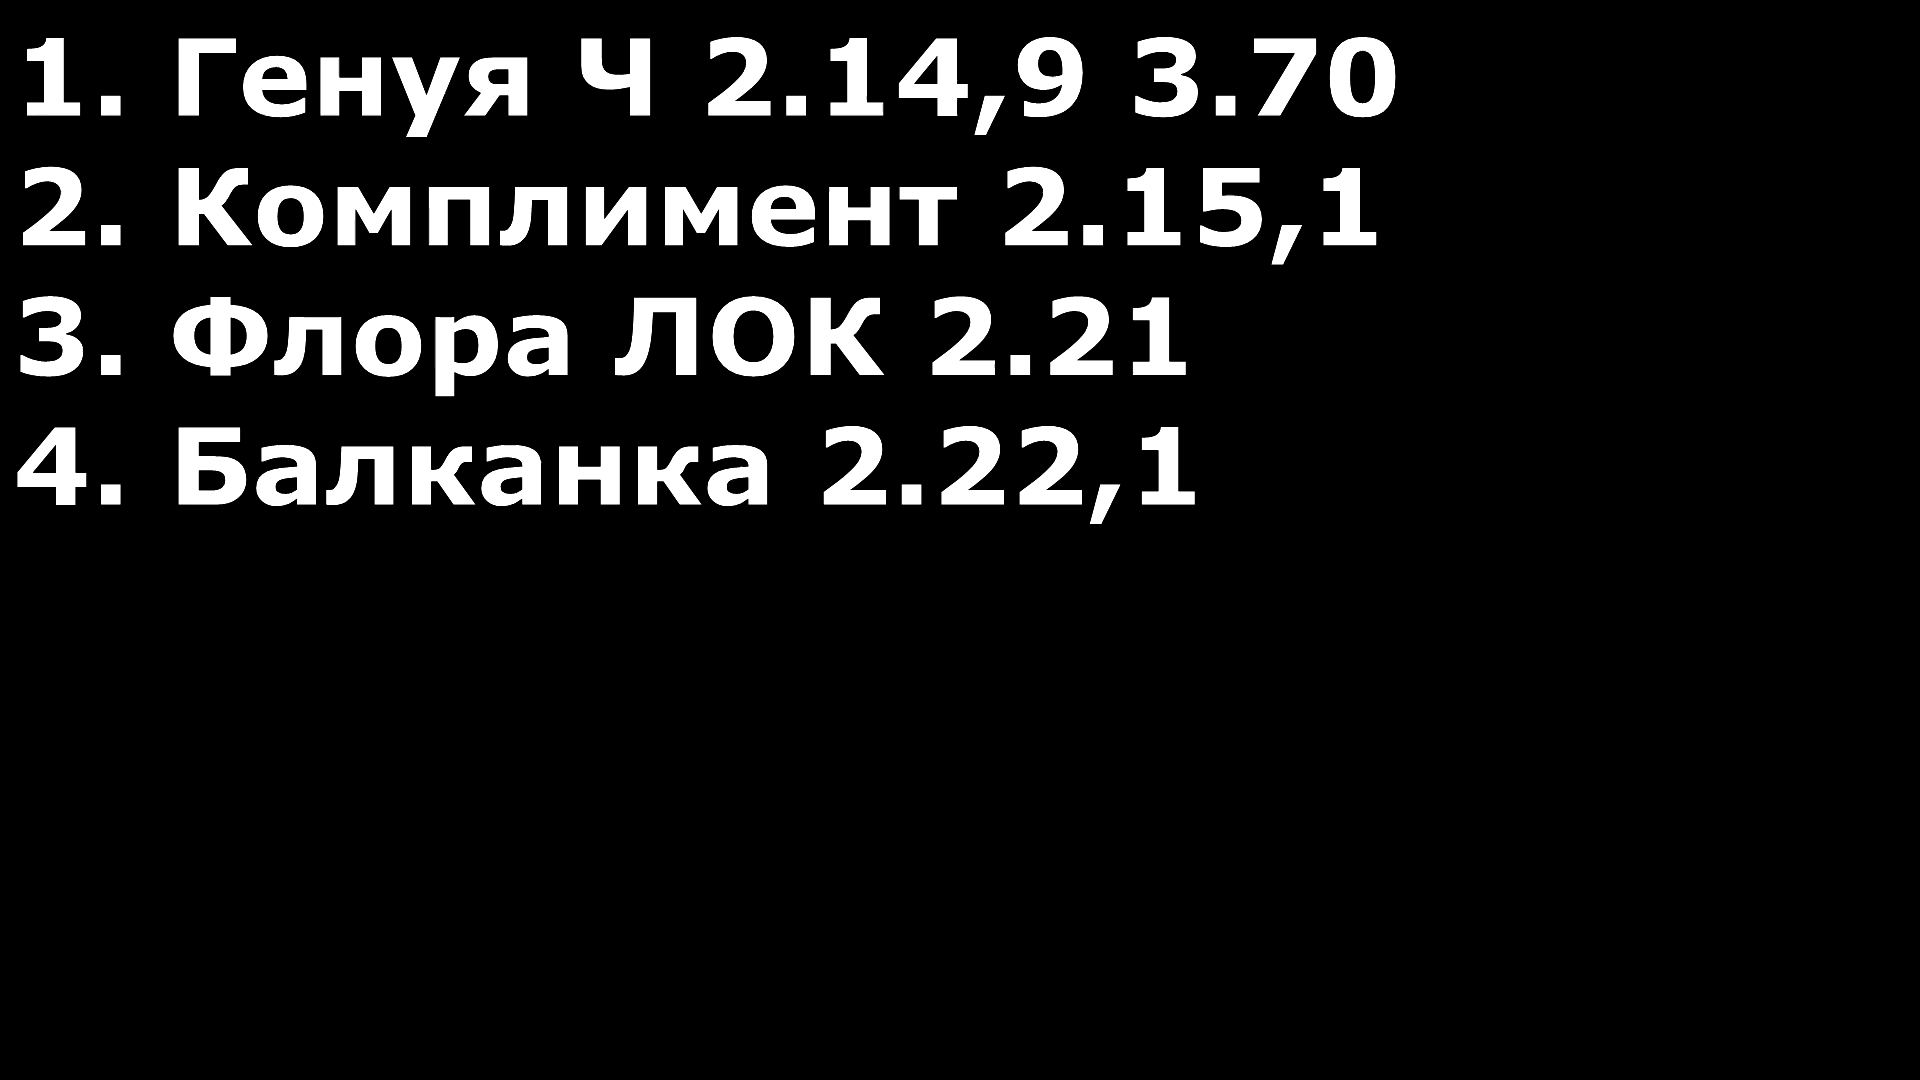 1. Генуя Ч 2.14,9 3.70
2. Комплимент 2.15,1
3. Флора ЛОК 2.21
4. Балканка 2.22,1